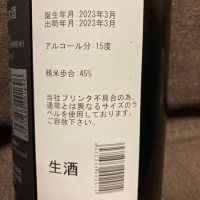 誕生年月:2023年3月
出荷年月:2023年3月
アルコール分:15度
精米歩合:45%
当社プリンタ不具合の為、
通常とは異なるサイズのラ
ベルを使用しております。
ご容赦下さい。
生酒
酒